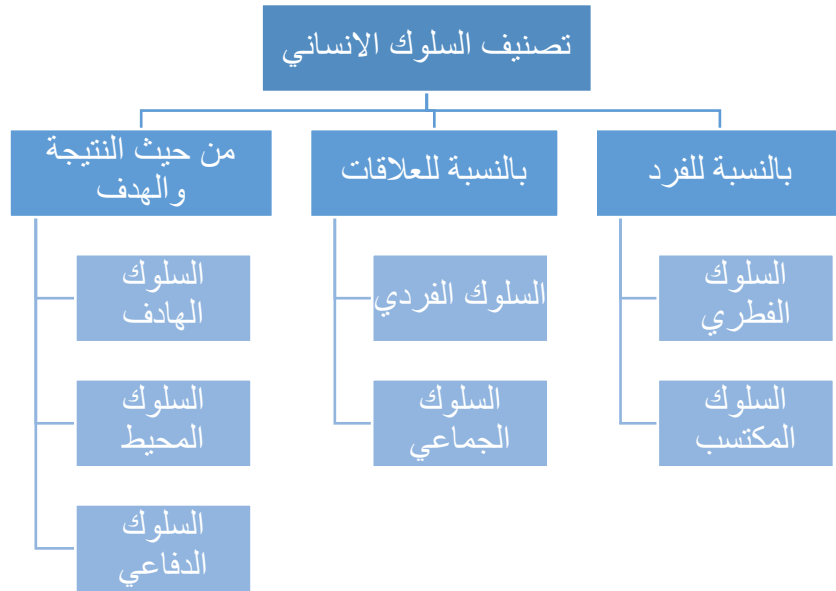 تصنيف السلوك الانساني
بالنسبة للفرد
السلوك
الفطري
السلوك
المكتسب
بالنسبة للعلاقات
السلوك الفردي
السلوك
الجماعي
من حيث النتيجة
والهدف
السلوك
الهادف
السلوك
المحيط
السلوك
الدفاعي